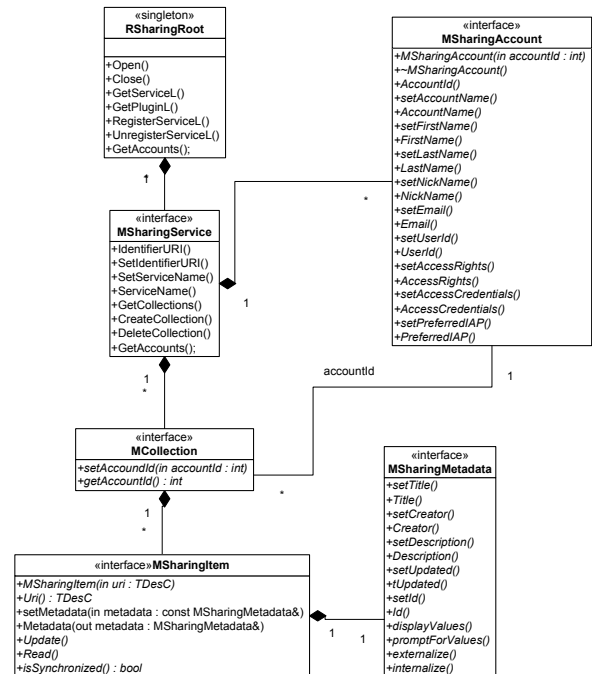 «singleton»
RSharingRoot
+Open()
+Close()
+GetServiceL()
+GetPluginL()
+RegisterServiceL()
+UnregisterServiceL()
+GetAccounts();
1
*
«interface»
MSharingService
+IdentifierURI()
+SetIdentifierURI()
+SetServiceName()
+ServiceName()
+GetCollections()
+CreateCollection()
+DeleteCollection()
+GetAccounts;
1
*
1
*
«interface»
MSharingAccount
+MSharingAccount(in accountId : int)
+~MSharingAccount()
+AccountId()
+setAccountName()
+AccountName()
+setFirstName()
+FirstName()
+setLastName()
+LastName()
+setNickName()
+NickName()
+setEmail()
+Email()
+setUserId()
+UserId()
+setAccessRights()
+AccessRights()
+setAccessCredentials()
+AccessCredentials()
+setPreferredIAP()
+PreferredIAP()
accountId
1
*
«interface»
MCollection
+setAccoundId(in accountId : int)
+getAccountId() : int
1
*
«interface»MSharingItem
+MSharingItem(in uri : TDesC)
+Uri() : TDesC
+setMetadata(in metadata : const MSharingMetadata&)
+Metadata(out metadata : MSharingMetadata&)
+Update()
+Read()
+isSynchronized() : bool
1
1
«interface»
MSharingMetadata
+setTitle()
+Title()
+setCreator()
+Creator()
+setDescription()
+Description()
+setUpdated()
+tUpdated()
+setId()
+Id()
+displayValues()
+promptForValues()
+externalize()
+internalize()